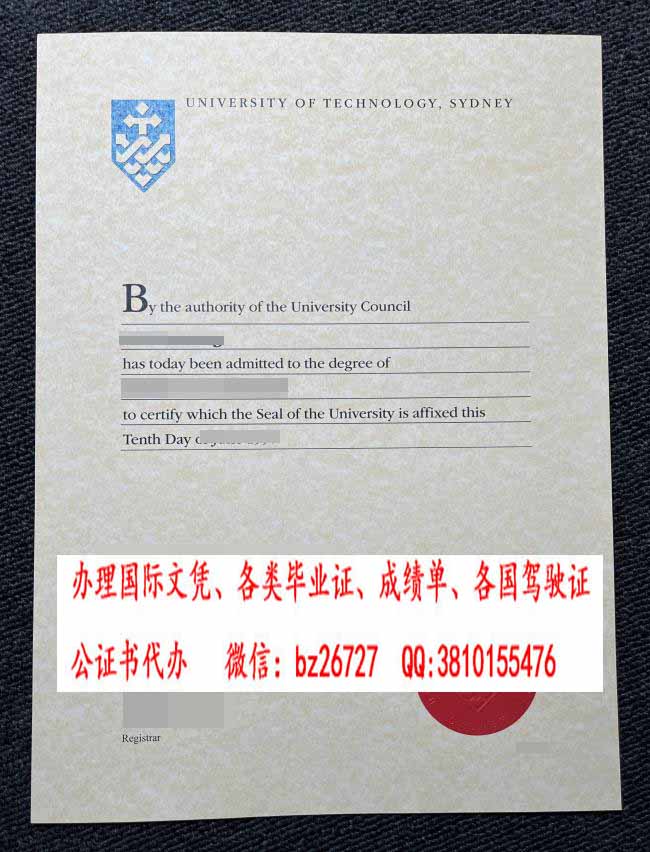 UNIVERSITY OF TECHNOLOGY, SYDNEY
By the authority of the University Council
has today been admitted to the degree of
to certify which the Seal of the University is affixed this
Tenth Day
办理国际文凭、各类毕业证、成绩单、各国驾驶证
公证书代办 微信: bz26727 QQ:3810155476
Registrar